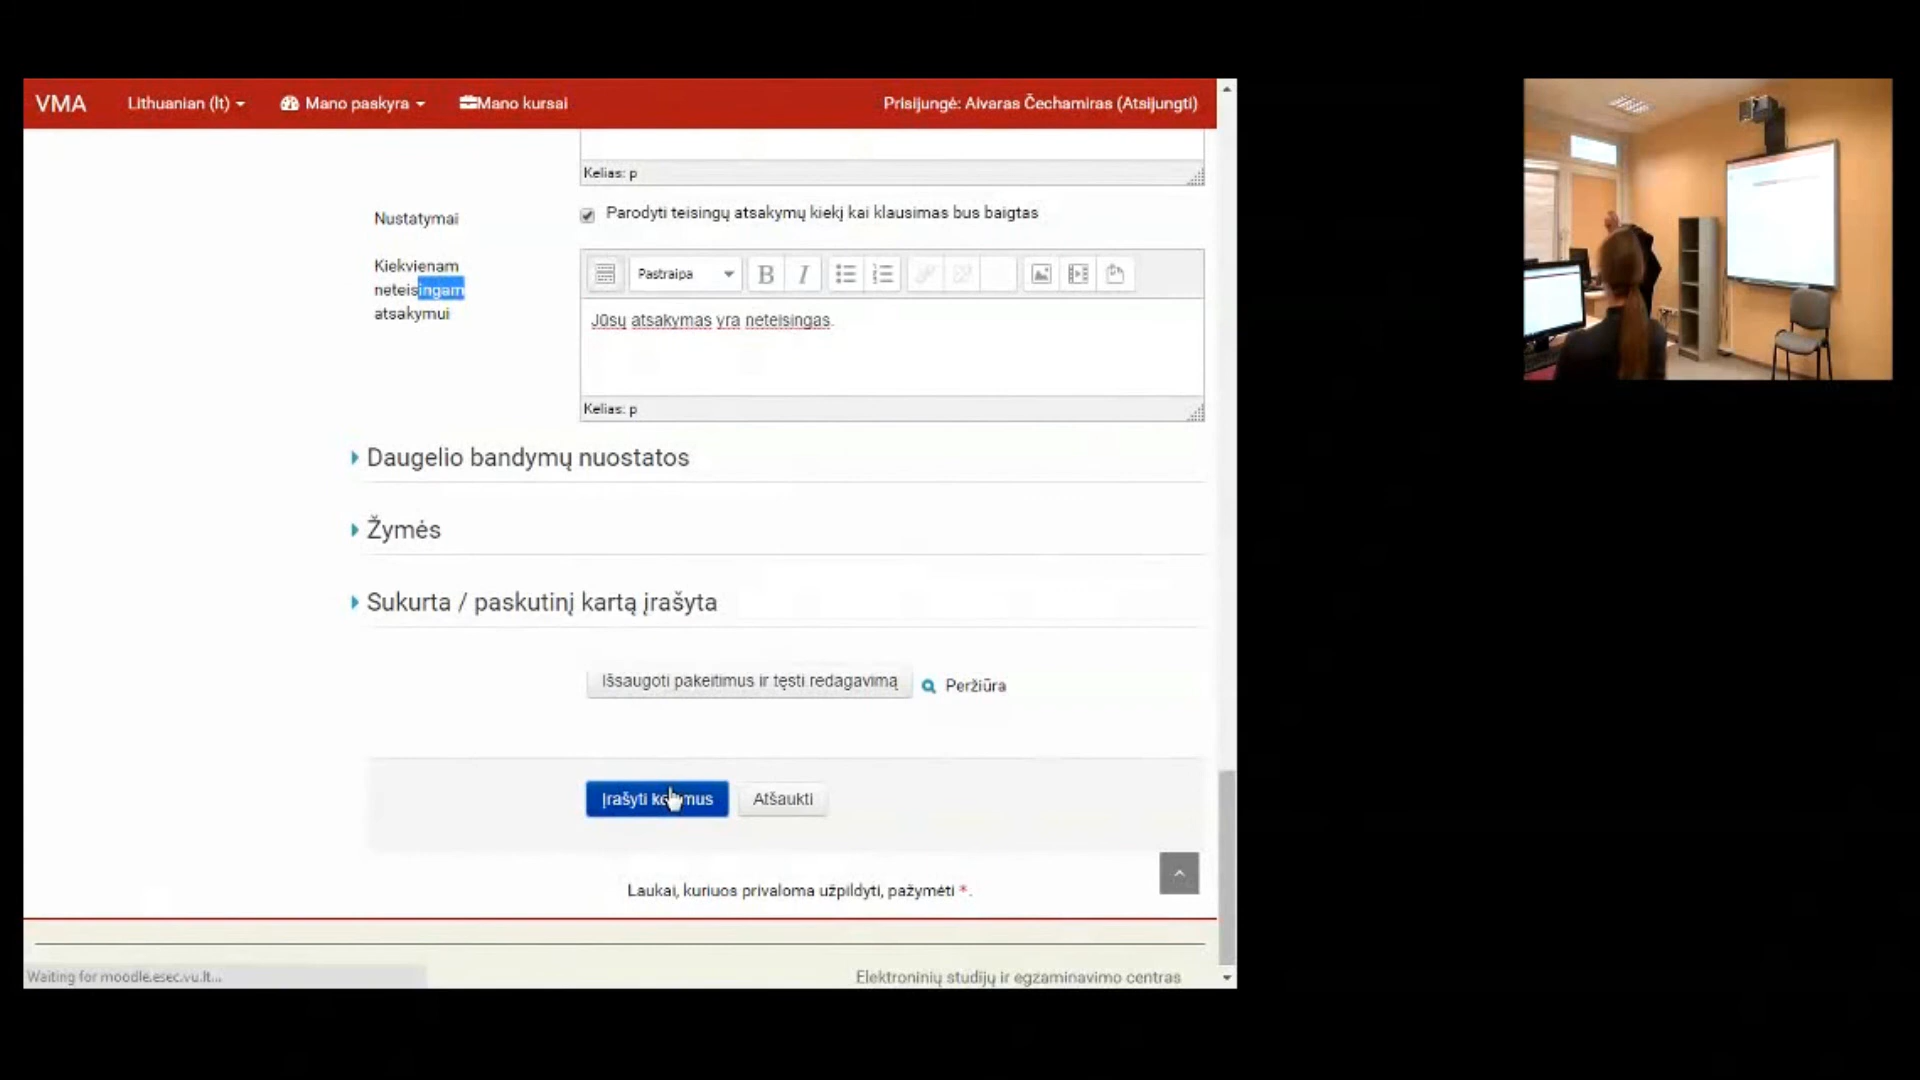 VMA Lithuanian (lt) Mano paskyra Mano kursai Prisijungė: Aivaras Čechamiras (Atsijungti)
Kelias: p
Nustatymai
Parodyti teisingų atsakymų kiekį kai klausimas bus baigtas
Kiekvienam
neteisingam
atsakymui
Pastraipa B I
Jūsų atsakymas yra neteisingas.
Kelias: p
Daugelio bandymų nuostatos
Žymės
Sukurta / paskutinį kartą įrašyta
Išsaugoti pakeitimus ir tęsti redagavimą Peržiūra
Įrašyti Atšaukti
Laukai, kuriuos privaloma užpildyti, pažymėti *.
Waiting for moodle.esec.vu.lt...
Elektroninių studijų ir egzaminavimo centras